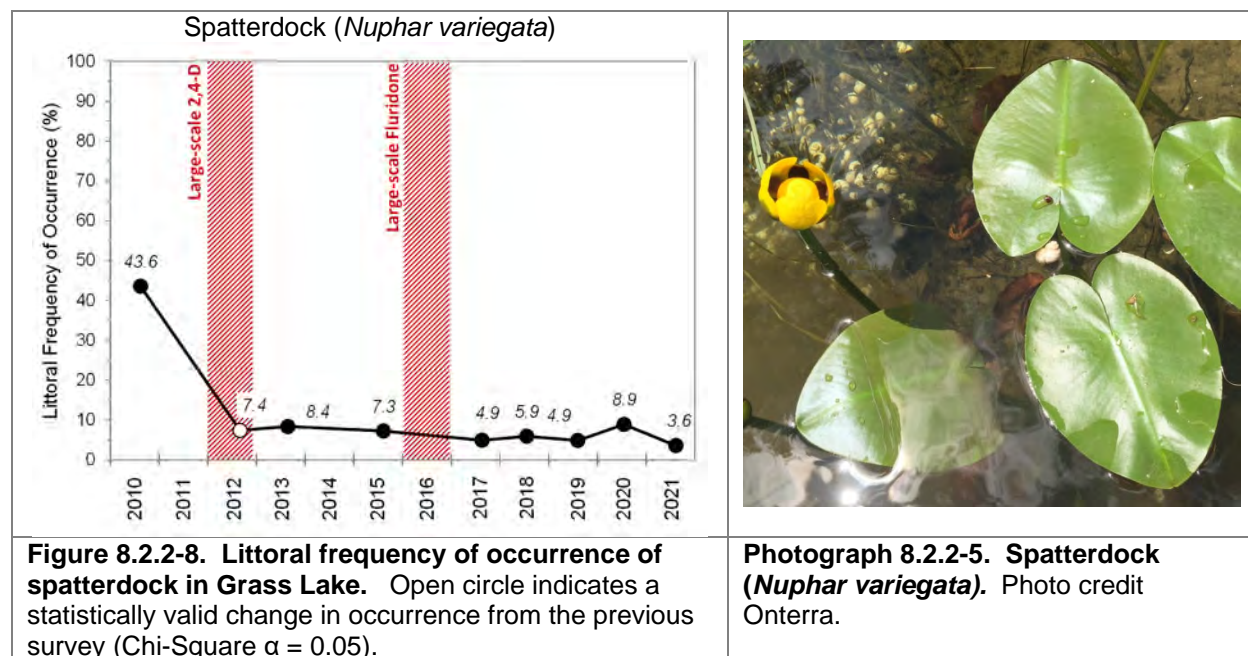 Spatterdock (Nuphar variegata)
Littoral Frequency of Occurrence (%)
100
90
80
70
60
50
40
30
20
10
0
Large-scale 2,4-D
Large-scale Fluridone
43.6
7.4
8.4
7.3
4.9
5.9
4.9
8.9
3.6
2010
2011
2012
2013
2014
2015
2016
2017
2018
2019
2020
2021
Figure 8.2.2-8. Littoral frequency of occurrence of
spatterdock in Grass Lake. Open circle indicates a
statistically valid change in occurrence from the previous
survey (Chi-Square α = 0.05).
Photograph 8.2.2-5. Spatterdock
(Nuphar variegata). Photo credit
Onterra.